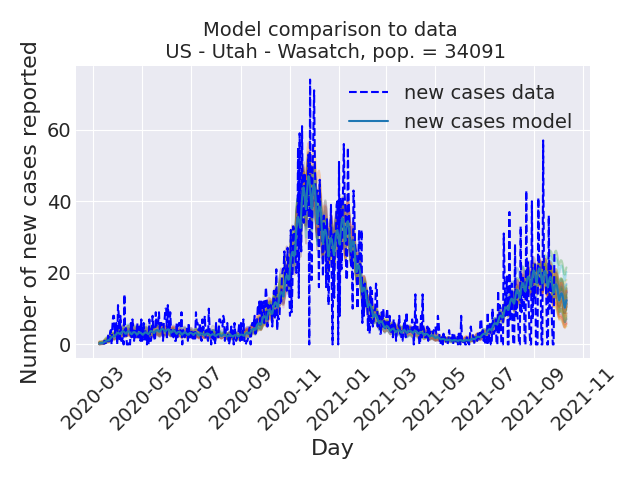 Model comparison to data
US - Utah - Wasatch, pop. = 34091
Number of new cases reported
60
40
20
0
new cases data
new cases model
2020-03
2020-05
2020-07
2020-09
2020-11
2021-01
2021-03
2021-05
2021-07
2021-09
2021-11
Day